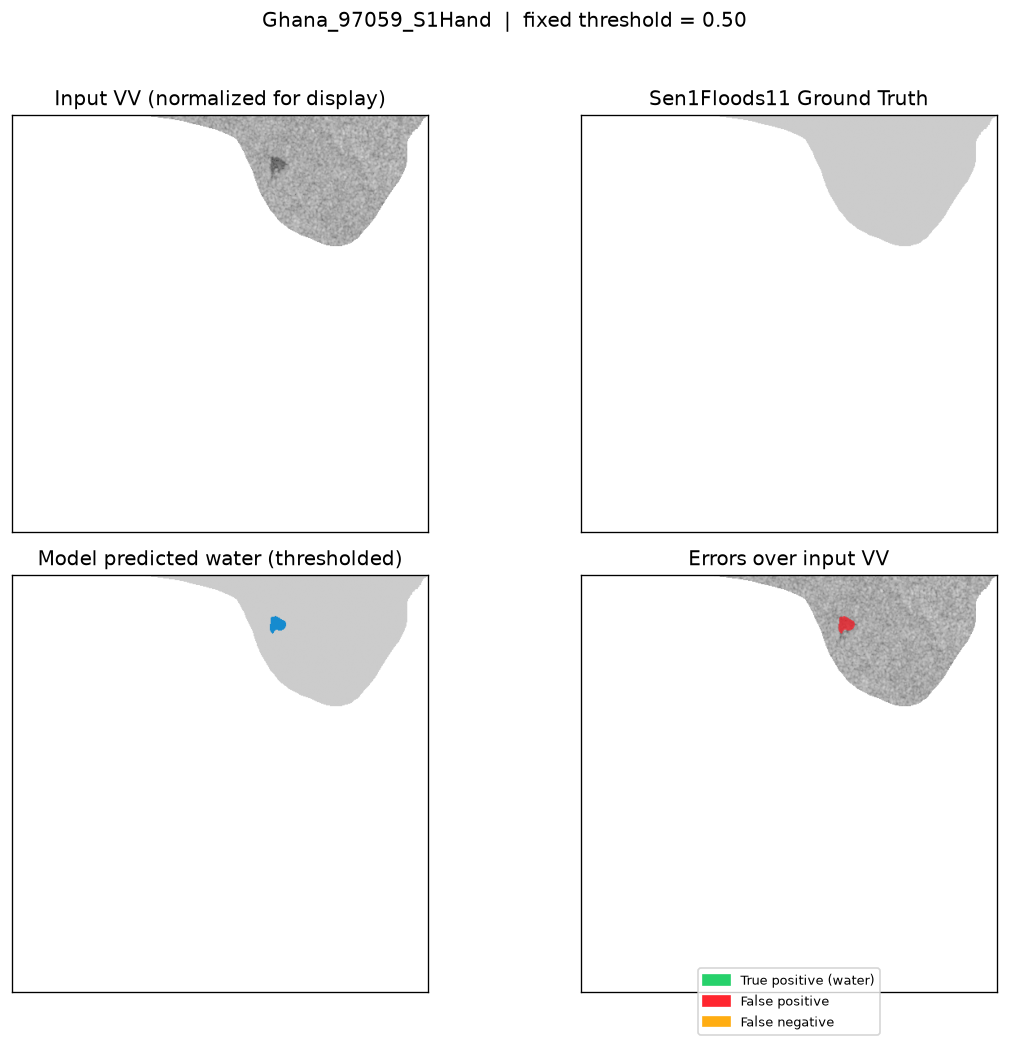 Ghana_97059_S1Hand | fixed threshold = 0.50
Input VV (normalized for display)
Sen1Floods11 Ground Truth
Model predicted water (thresholded)
Errors over input VV
True positive (water)
False positive
False negative